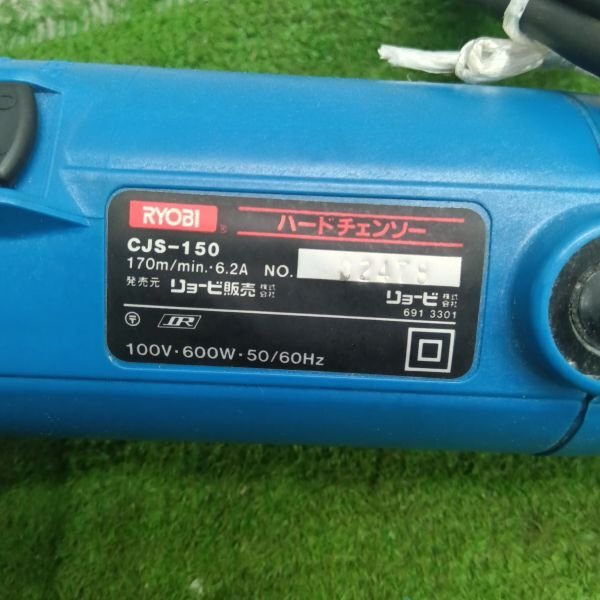 RYOBI® ハードチェンソー
CJS-150
170m/min.·6.2A NO.
発売元 リョービ販売株式会社 リョービ株式会社
691 3301
〒 JQR
100V·600W·50/60Hz